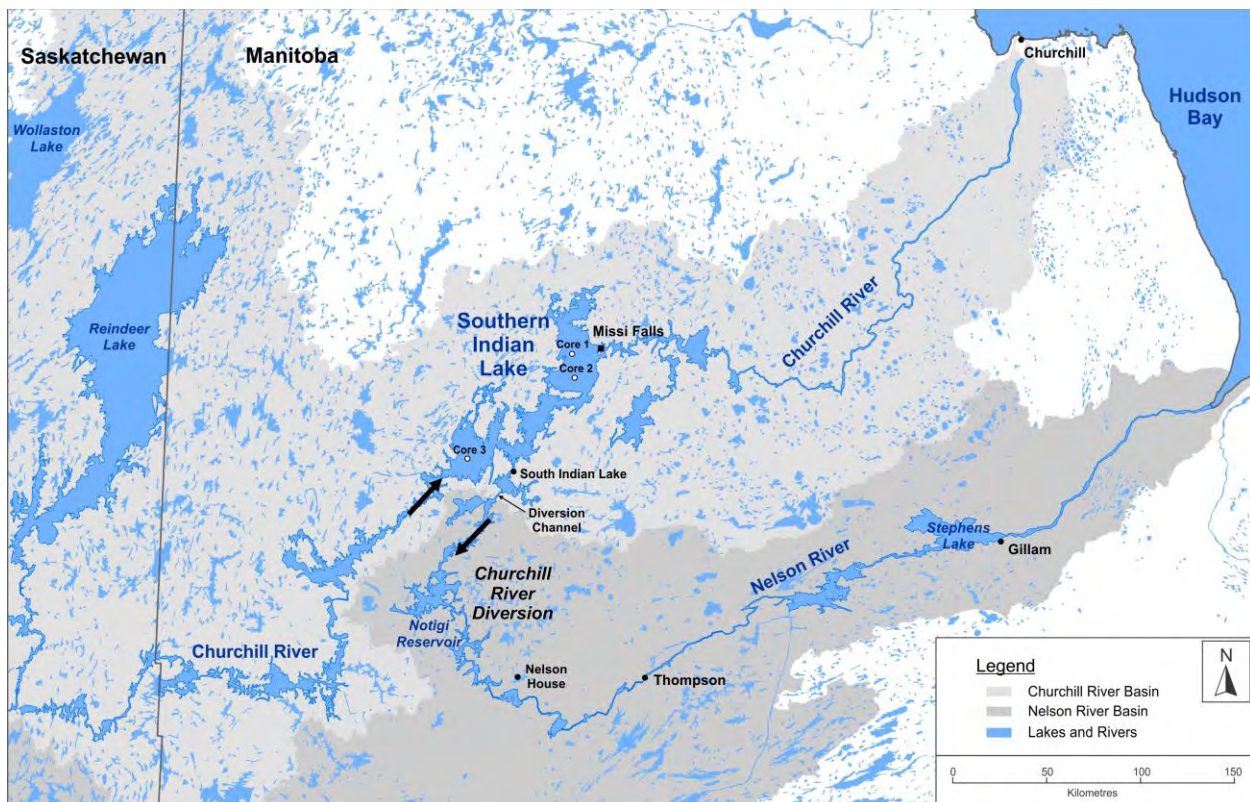 Saskatchewan
Manitoba
Churchill
Hudson
Bay
Wollaston
Lake
Reindeer
Lake
Southern
Indian
Lake
Missi Falls
Core 1
Core 2
Churchill River
Core 3
South Indian Lake
Diversion
Channel
Stephens
Lake
Gillam
Nelson River
Churchill
River
Diversion
Notigi
Reservoir
Churchill River
Nelson
House
Thompson
Legend
N
Churchill River Basin
Nelson River Basin
Lakes and Rivers
0 50 100 150
Kilometres